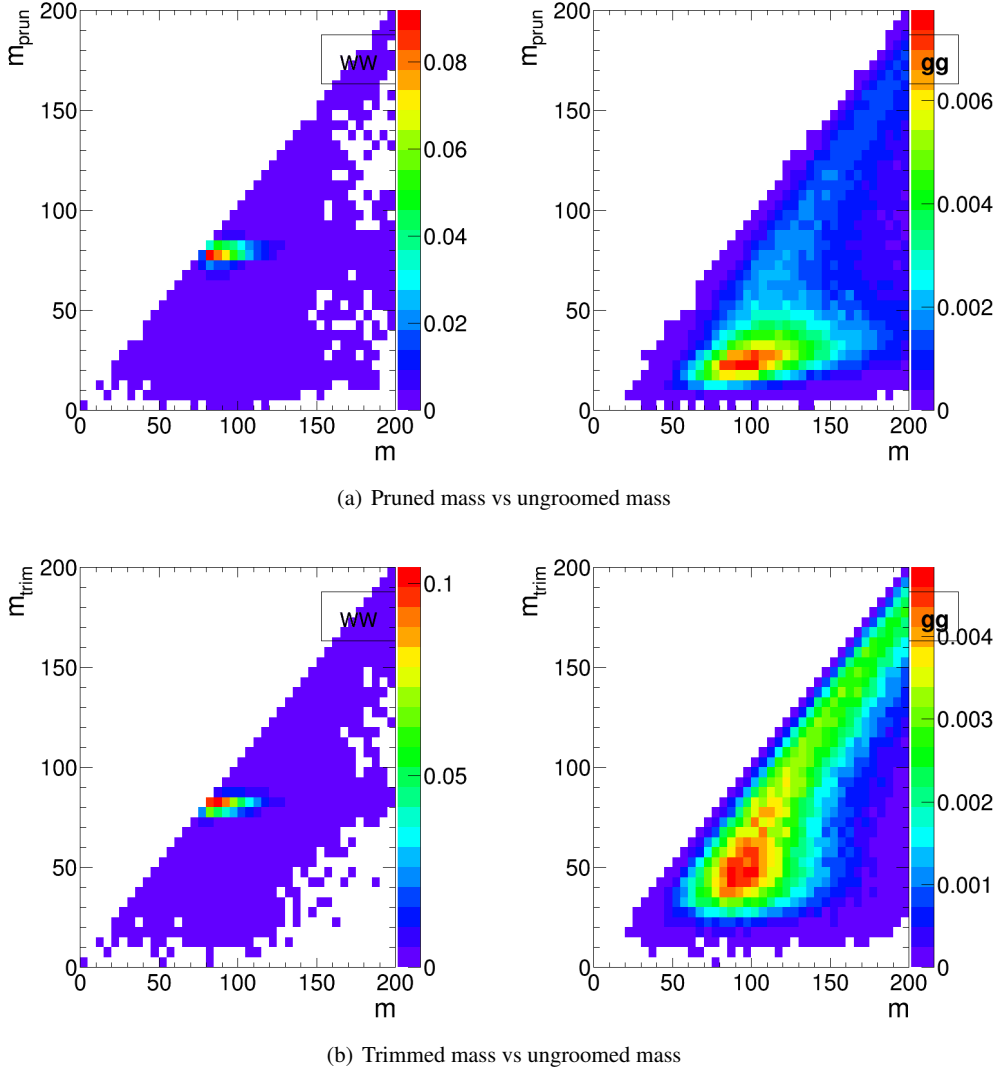 m_prun
200
150
100
50
0
0 50 100 150 200
m
WW
0.08
0.06
0.04
0.02
0
m_prun
200
150
100
50
0
0 50 100 150 200
m
gg
0.006
0.004
0.002
0
(a) Pruned mass vs ungroomed mass
m_trim
200
150
100
50
0
0 50 100 150 200
m
WW
0.1
0.05
0
m_trim
200
150
100
50
0
0 50 100 150 200
m
gg
0.004
0.003
0.002
0.001
0
(b) Trimmed mass vs ungroomed mass